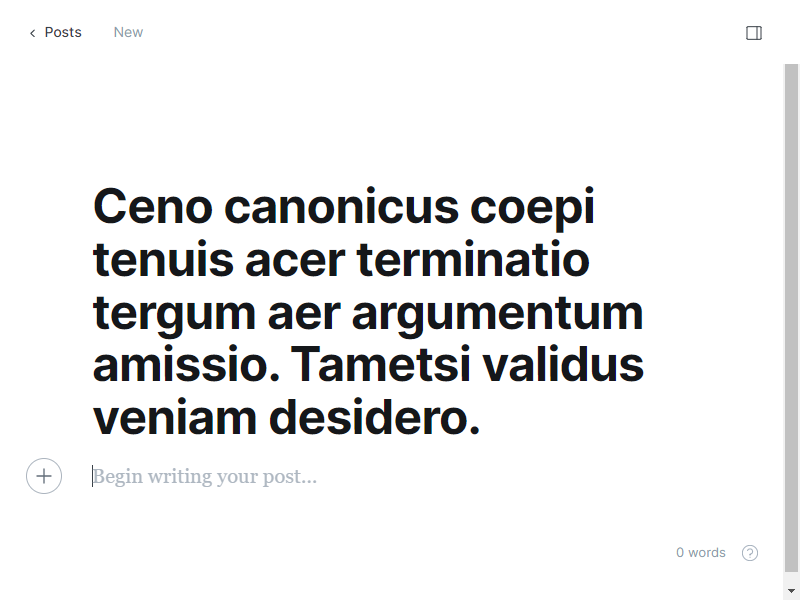 Posts New
Ceno canonicus coepi
tenuis acer terminatio
tergum aer argumentum
amissio. Tametsi validus
veniam desidero.
Begin writing your post...
0 words ?